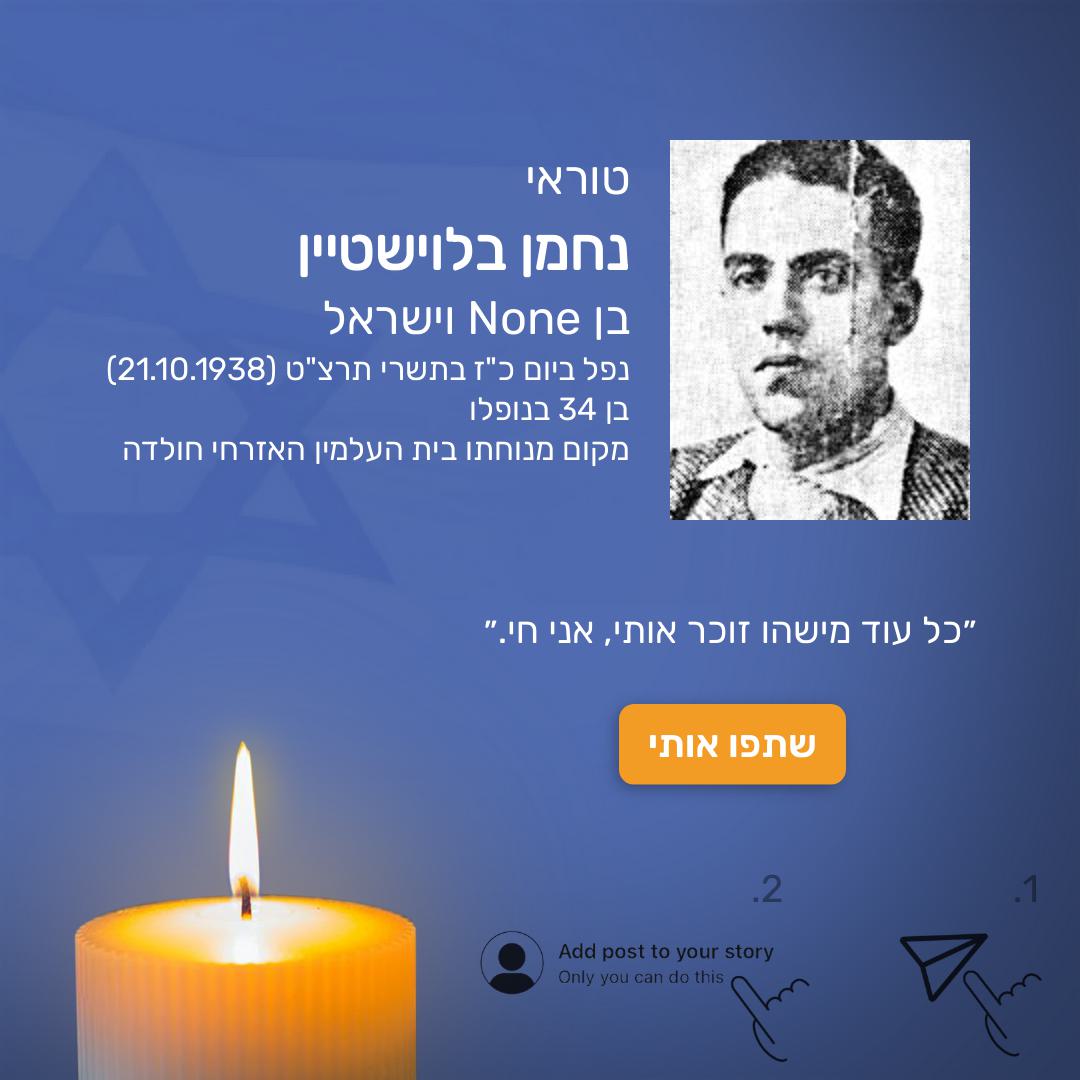 טוראי
נחמן בלוישטיין
בן None וישראל
נפל ביום כ"ז בתשרי תרצ"ט (21.10.1938)
בן 34 בנופלו
מקום מנוחתו בית העלמין האזרחי חולדה
״כל עוד מישהו זוכר אותי, אני חי.״
שתפו אותי
.1
.2
Add post to your story
Only you can do this